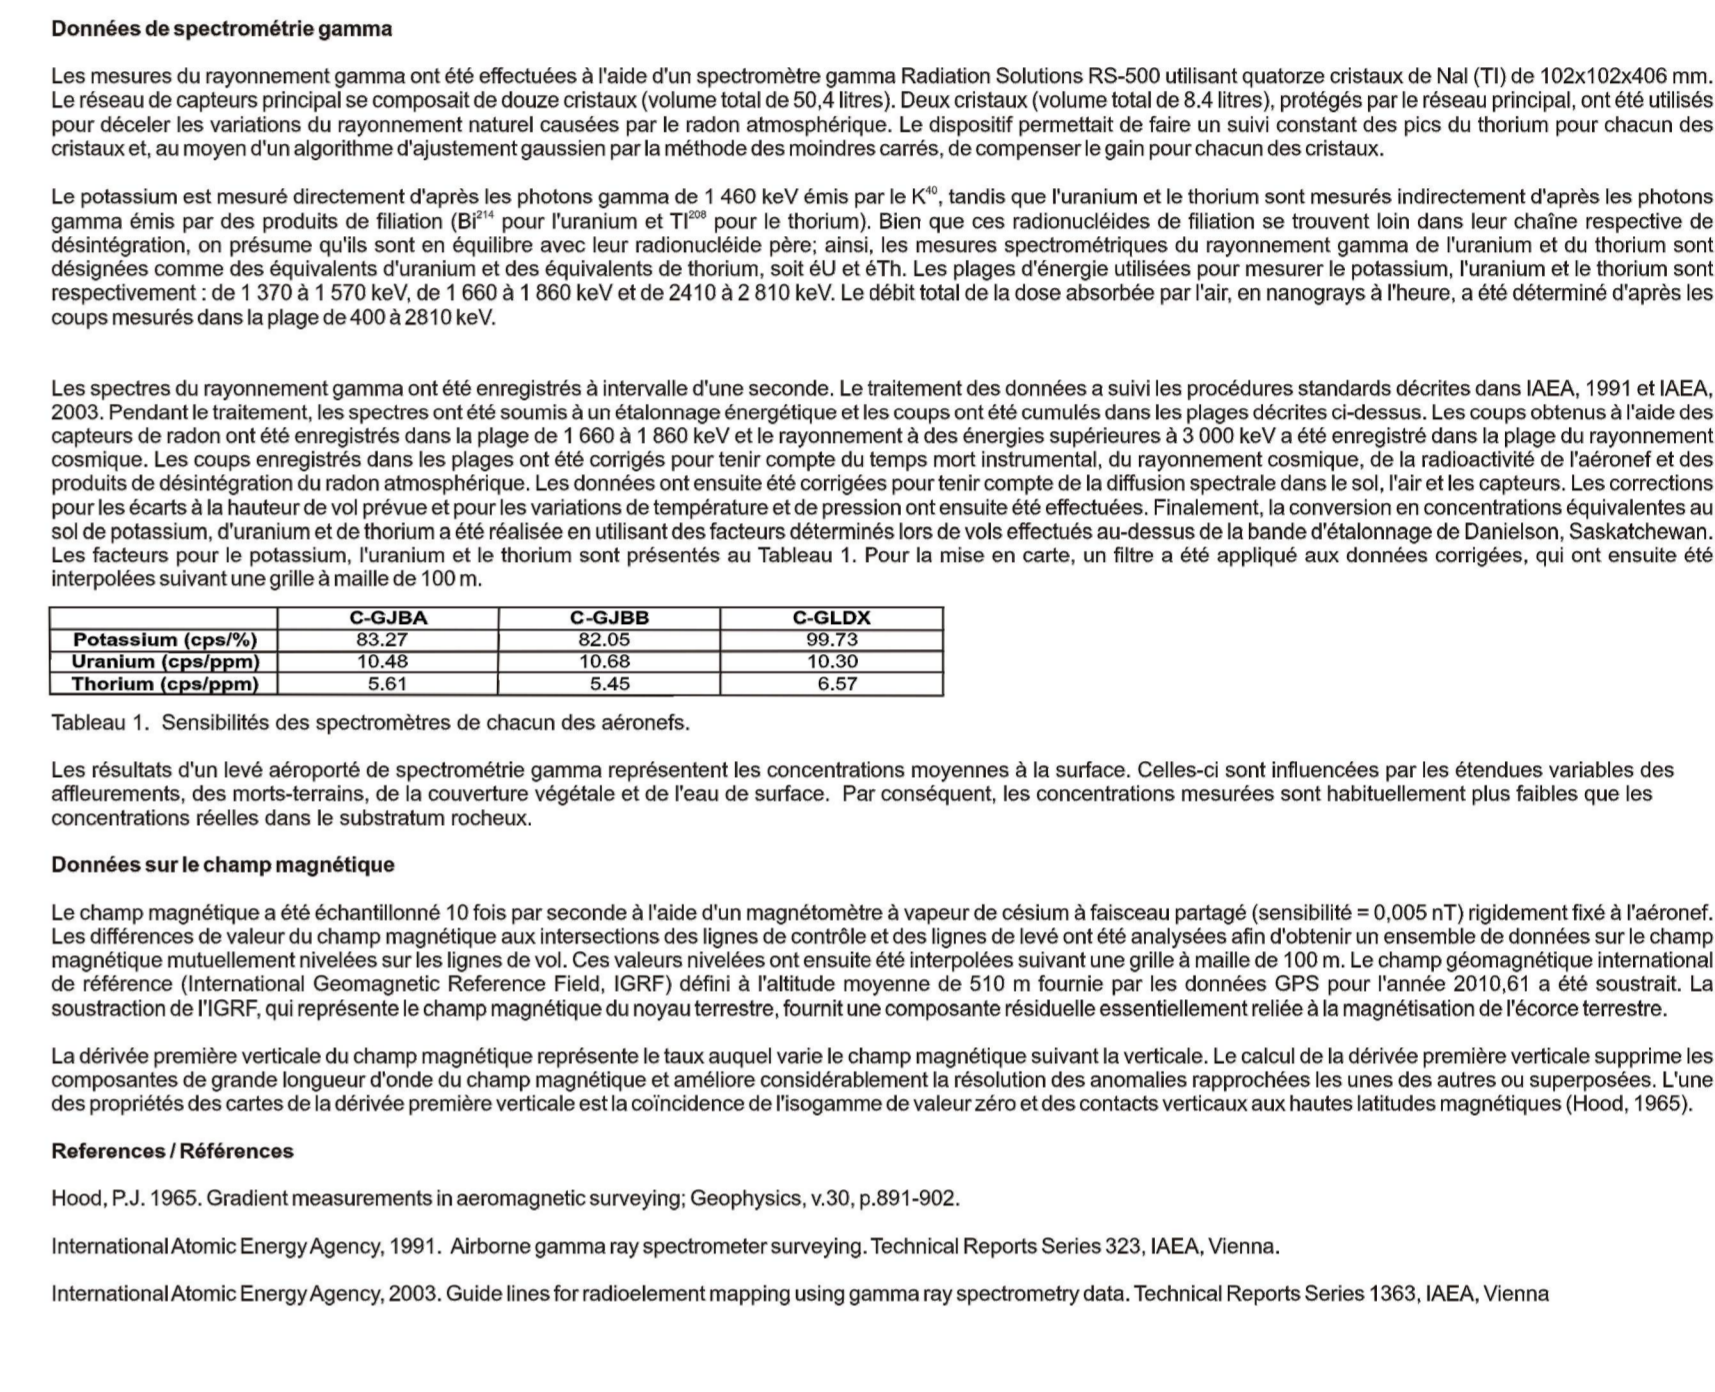 Données de spectrométrie gamma
Les mesures du rayonnement gamma ont été effectuées à l'aide d'un spectromètre gamma Radiation Solutions RS-500 utilisant quatorze cristaux de NaI (Tl) de 102x102x406 mm.
Le réseau de capteurs principal se composait de douze cristaux (volume total de 50,4 litres). Deux cristaux (volume total de 8.4 litres), protégés par le réseau principal, ont été utilisés
pour déceler les variations du rayonnement naturel causées par le radon atmosphérique. Le dispositif permettait de faire un suivi constant des pics du thorium pour chacun des
cristaux et, au moyen d'un algorithme d'ajustement gaussien par la méthode des moindres carrés, de compenser le gain pour chacun des cristaux.
Le potassium est mesuré directement d'après les photons gamma de 1 460 keV émis par le K⁴⁰, tandis que l'uranium et le thorium sont mesurés indirectement d'après les photons
gamma émis par des produits de filiation (Bi²¹⁴ pour l'uranium et Tl²⁰⁸ pour le thorium). Bien que ces radionucléides de filiation se trouvent loin dans leur chaîne respective de
désintégration, on présume qu'ils sont en équilibre avec leur radionucléide père; ainsi, les mesures spectrométriques du rayonnement gamma de l'uranium et du thorium sont
désignées comme des équivalents d'uranium et des équivalents de thorium, soit éU et éTh. Les plages d'énergie utilisées pour mesurer le potassium, l'uranium et le thorium sont
respectivement : de 1 370 à 1 570 keV, de 1 660 à 1 860 keV et de 2410 à 2 810 keV. Le débit total de la dose absorbée par l'air, en nanograys à l'heure, a été déterminé d'après les
coups mesurés dans la plage de 400 à 2810 keV.
Les spectres du rayonnement gamma ont été enregistrés à intervalle d'une seconde. Le traitement des données a suivi les procédures standards décrites dans IAEA, 1991 et IAEA,
2003. Pendant le traitement, les spectres ont été soumis à un étalonnage énergétique et les coups ont été cumulés dans les plages décrites ci-dessus. Les coups obtenus à l'aide des
capteurs de radon ont été enregistrés dans la plage de 1 660 à 1 860 keV et le rayonnement à des énergies supérieures à 3 000 keV a été enregistré dans la plage du rayonnement
cosmique. Les coups enregistrés dans les plages ont été corrigés pour tenir compte du temps mort instrumental, du rayonnement cosmique, de la radioactivité de l'aéronef et des
produits de désintégration du radon atmosphérique. Les données ont ensuite été corrigées pour tenir compte de la diffusion spectrale dans le sol, l'air et les capteurs. Les corrections
pour les écarts à la hauteur de vol prévue et pour les variations de température et de pression ont ensuite été effectuées. Finalement, la conversion en concentrations équivalentes au
sol de potassium, d'uranium et de thorium a été réalisée en utilisant des facteurs déterminés lors de vols effectués au-dessus de la bande d'étalonnage de Danielson, Saskatchewan.
Les facteurs pour le potassium, l'uranium et le thorium sont présentés au Tableau 1. Pour la mise en carte, un filtre a été appliqué aux données corrigées, qui ont ensuite été
interpolées suivant une grille à maille de 100 m.
C-GJBA C-GJBB C-GLDX
Potassium (cps/%) 83.27 82.05 99.73
Uranium (cps/ppm) 10.48 10.68 10.30
Thorium (cps/ppm) 5.61 5.45 6.57
Tableau 1. Sensibilités des spectromètres de chacun des aéronefs.
Les résultats d'un levé aéroporté de spectrométrie gamma représentent les concentrations moyennes à la surface. Celles-ci sont influencées par les étendues variables des
affleurements, des morts-terrains, de la couverture végétale et de l'eau de surface. Par conséquent, les concentrations mesurées sont habituellement plus faibles que les
concentrations réelles dans le substratum rocheux.
Données sur le champ magnétique
Le champ magnétique a été échantillonné 10 fois par seconde à l'aide d'un magnétomètre à vapeur de césium à faisceau partagé (sensibilité = 0,005 nT) rigidement fixé à l'aéronef.
Les différences de valeur du champ magnétique aux intersections des lignes de contrôle et des lignes de levé ont été analysées afin d'obtenir un ensemble de données sur le champ
magnétique mutuellement nivelées sur les lignes de vol. Ces valeurs nivelées ont ensuite été interpolées suivant une grille à maille de 100 m. Le champ géomagnétique international
de référence (International Geomagnetic Reference Field, IGRF) défini à l'altitude moyenne de 510 m fournie par les données GPS pour l'année 2010,61 a été soustrait. La
soustraction de l'IGRF, qui représente le champ magnétique du noyau terrestre, fournit une composante résiduelle essentiellement reliée à la magnétisation de l'écorce terrestre.
La dérivée première verticale du champ magnétique représente le taux auquel varie le champ magnétique suivant la verticale. Le calcul de la dérivée première verticale supprime les
composantes de grande longueur d'onde du champ magnétique et améliore considérablement la résolution des anomalies rapprochées les unes des autres ou superposées. L'une
des propriétés des cartes de la dérivée première verticale est la coïncidence de l'isogamme de valeur zéro et des contacts verticaux aux hautes latitudes magnétiques (Hood, 1965).
References / Références
Hood, P.J. 1965. Gradient measurements in aeromagnetic surveying; Geophysics, v.30, p.891-902.
International Atomic Energy Agency, 1991. Airborne gamma ray spectrometer surveying. Technical Reports Series 323, IAEA, Vienna.
International Atomic Energy Agency, 2003. Guide lines for radioelement mapping using gamma ray spectrometry data. Technical Reports Series 1363, IAEA, Vienna